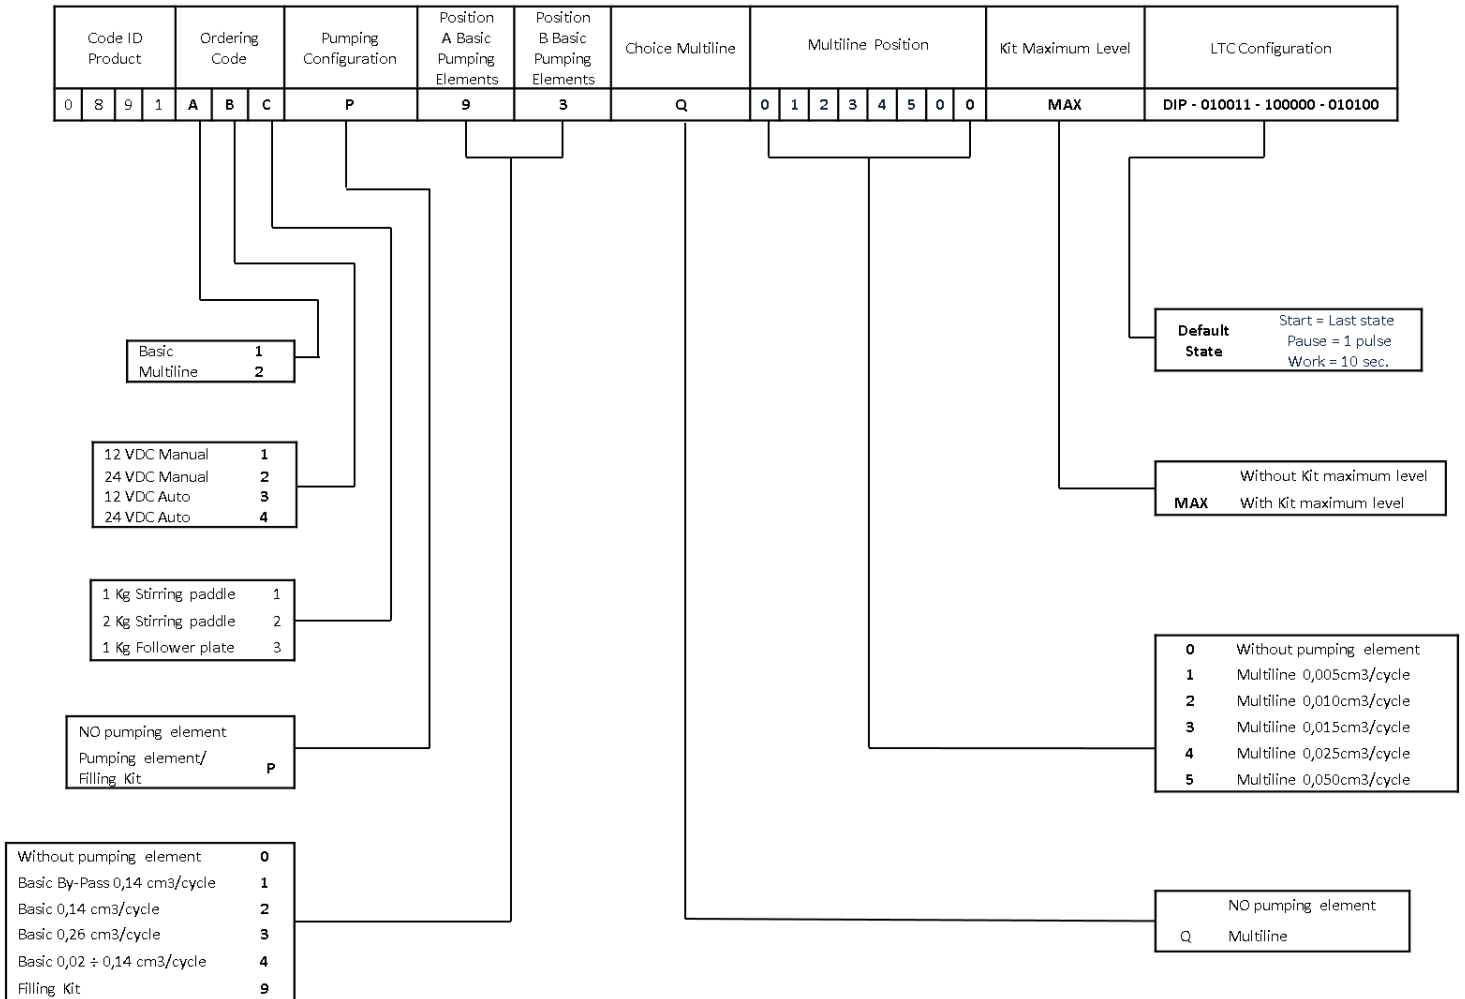 Code ID Product
Ordering Code
Pumping Configuration
Position A Basic Pumping Elements
Position B Basic Pumping Elements
Choice Multiline
Multiline Position
Kit Maximum Level
LTC Configuration
0 8 9 1 A B C P 9 3 Q 0 1 2 3 4 5 0 0 MAX DIP - 010011 - 100000 - 010100
Basic 1
Multiline 2
12 VDC Manual 1
24 VDC Manual 2
12 VDC Auto 3
24 VDC Auto 4
1 Kg Stirring paddle 1
2 Kg Stirring paddle 2
1 Kg Follower plate 3
NO pumping element
Pumping element/
Filling Kit P
Without pumping element 0
Basic By-Pass 0,14 cm3/cycle 1
Basic 0,14 cm3/cycle 2
Basic 0,26 cm3/cycle 3
Basic 0,02 ÷ 0,14 cm3/cycle 4
Filling Kit 9
Default State
Start = Last state
Pause = 1 pulse
Work = 10 sec.
Without Kit maximum level
MAX With Kit maximum level
0 Without pumping element
1 Multiline 0,005cm3/cycle
2 Multiline 0,010cm3/cycle
3 Multiline 0,015cm3/cycle
4 Multiline 0,025cm3/cycle
5 Multiline 0,050cm3/cycle
NO pumping element
Q Multiline